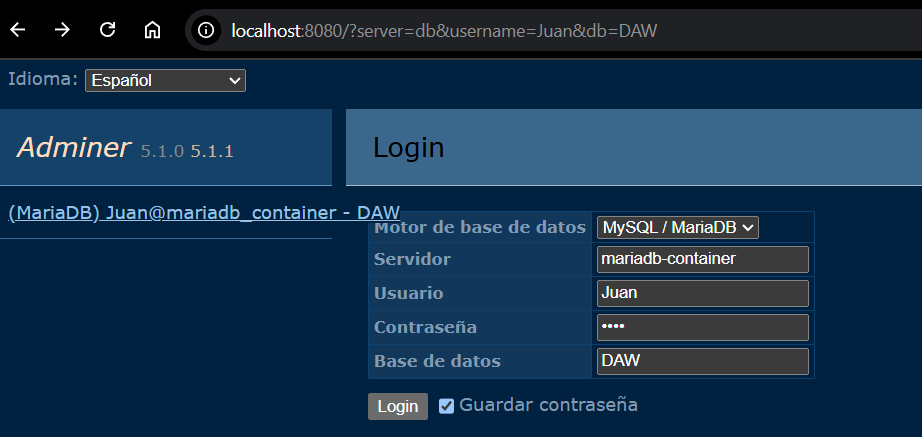 localhost:8080/?server=db&username=Juan&db=DAW
Idioma: Español
Adminer 5.1.0 5.1.1
Login
(MariaDB) Juan@mariadb_container - DAW
Motor de base de datos MySQL / MariaDB
Servidor mariadb-container
Usuario Juan
Contraseña ••••
Base de datos DAW
Login Guardar contraseña